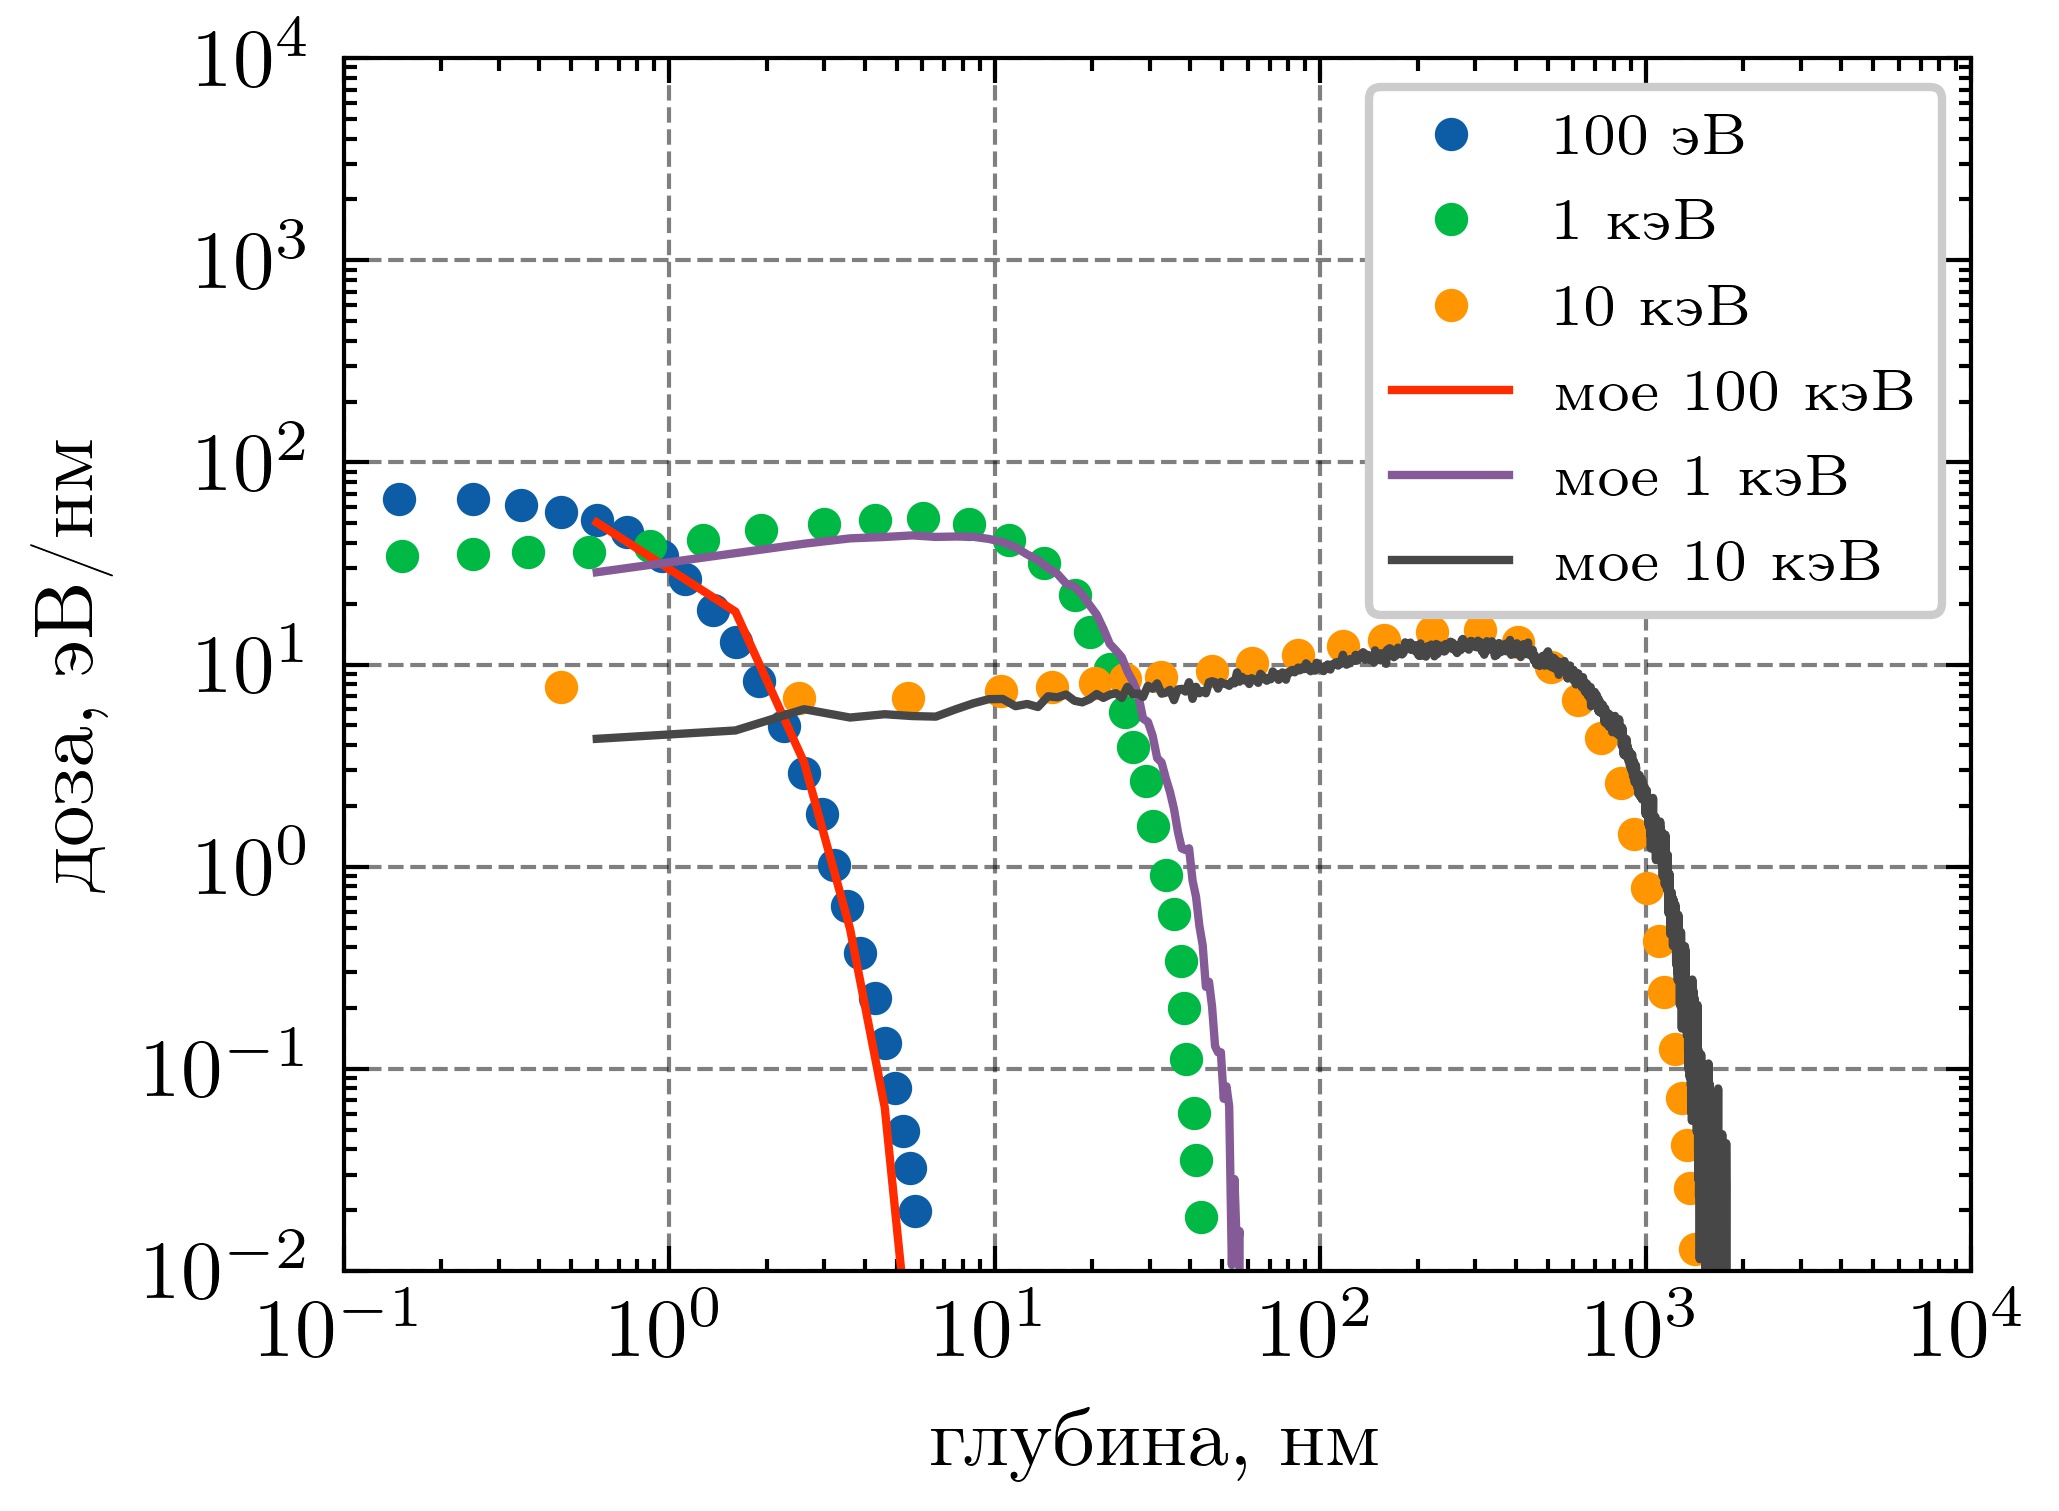 10^4
10^3
10^2
10^1
10^0
10^{-1}
10^{-2}
доза, эВ/нм
100 эВ
1 кэВ
10 кэВ
мое 100 кэВ
мое 1 кэВ
мое 10 кэВ
10^{-1} 10^0 10^1 10^2 10^3 10^4
глубина, нм